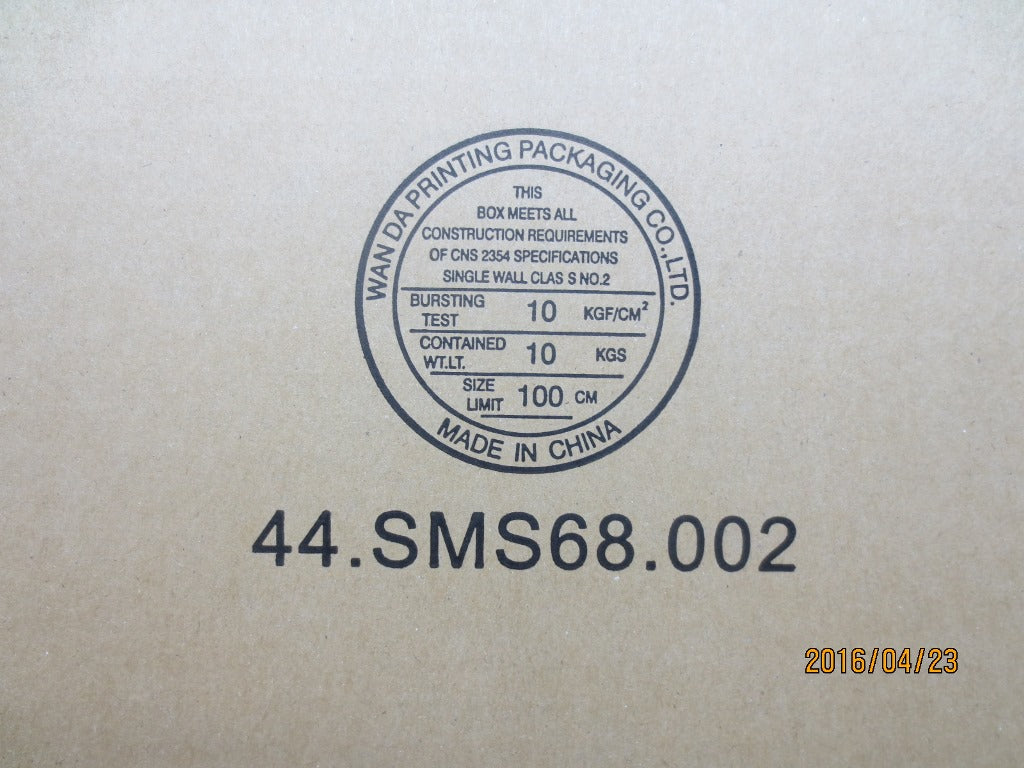 WAN DA PRINTING PACKAGING CO.,LTD.
THIS
BOX MEETS ALL
CONSTRUCTION REQUIREMENTS
OF CNS 2354 SPECIFICATIONS
SINGLE WALL CLAS S NO.2
BURSTING TEST 10 KGF/CM²
CONTAINED WT.LT. 10 KGS
SIZE LIMIT 100 CM
MADE IN CHINA
44.SMS68.002
2016/04/23